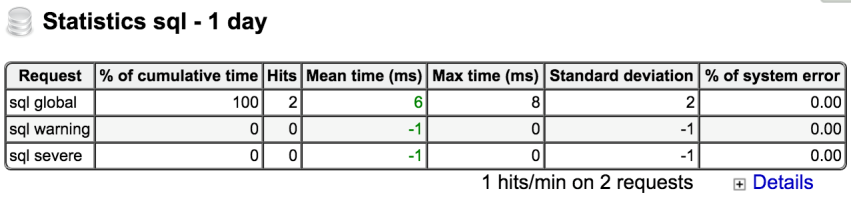 Statistics sql - 1 day
Request % of cumulative time Hits Mean time (ms) Max time (ms) Standard deviation % of system error
sql global 100 2 6 8 2 0.00
sql warning 0 0 -1 0 -1 0.00
sql severe 0 0 -1 0 -1 0.00
1 hits/min on 2 requests Details